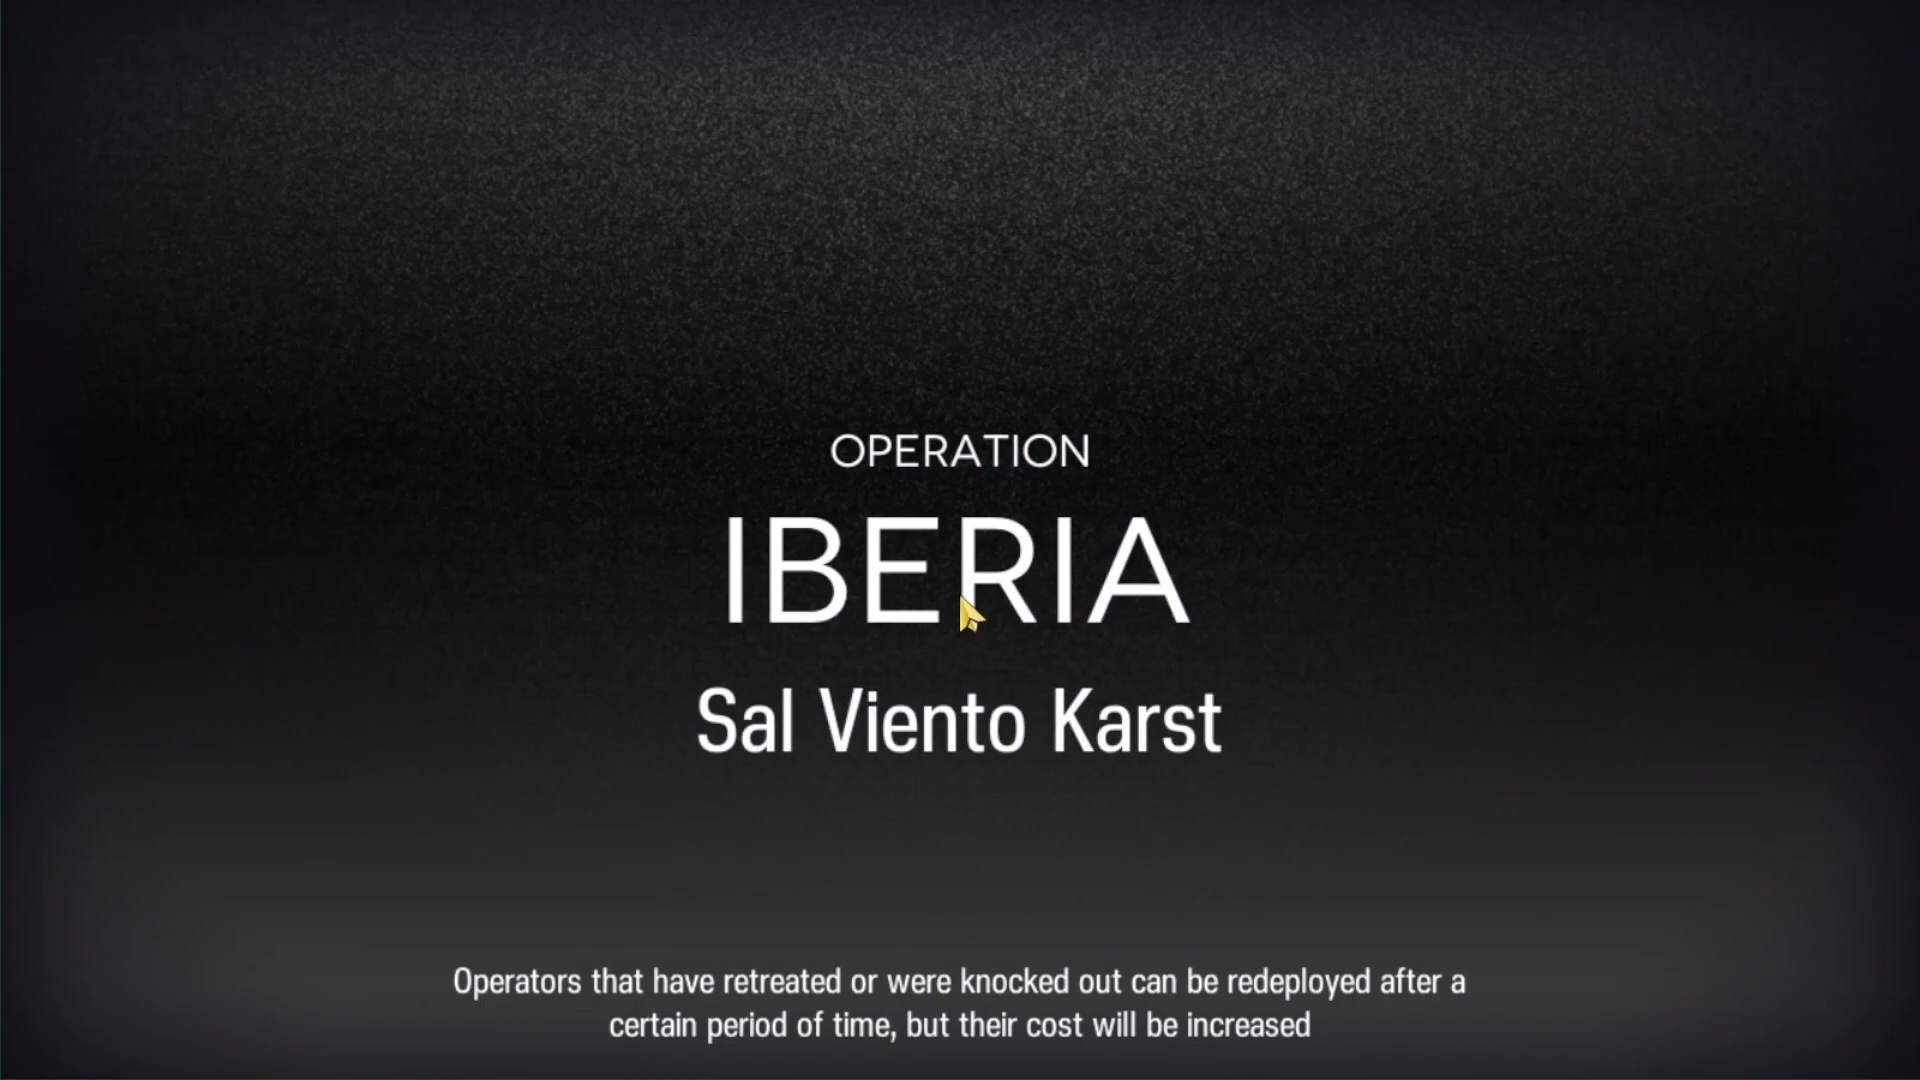 OPERATION
IBERIA
Sal Viento Karst
Operators that have retreated or were knocked out can be redeployed after a
certain period of time, but their cost will be increased